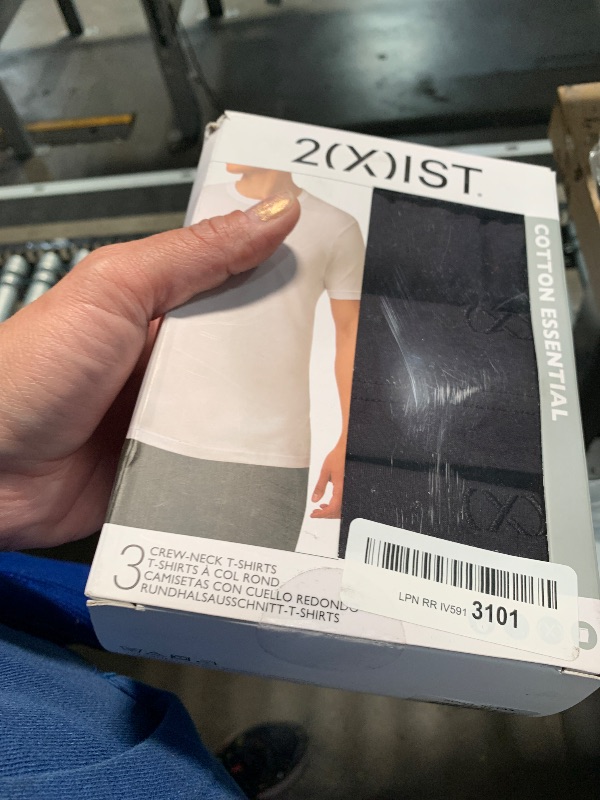 2(X)IST
COTTON ESSENTIAL
3
CREW-NECK T-SHIRTS
T-SHIRTS À COL ROND
CAMISETAS CON CUELLO REDONDO
RUNDHALSAUSSCHNITT-T-SHIRTS
LPN RR IV591 3101